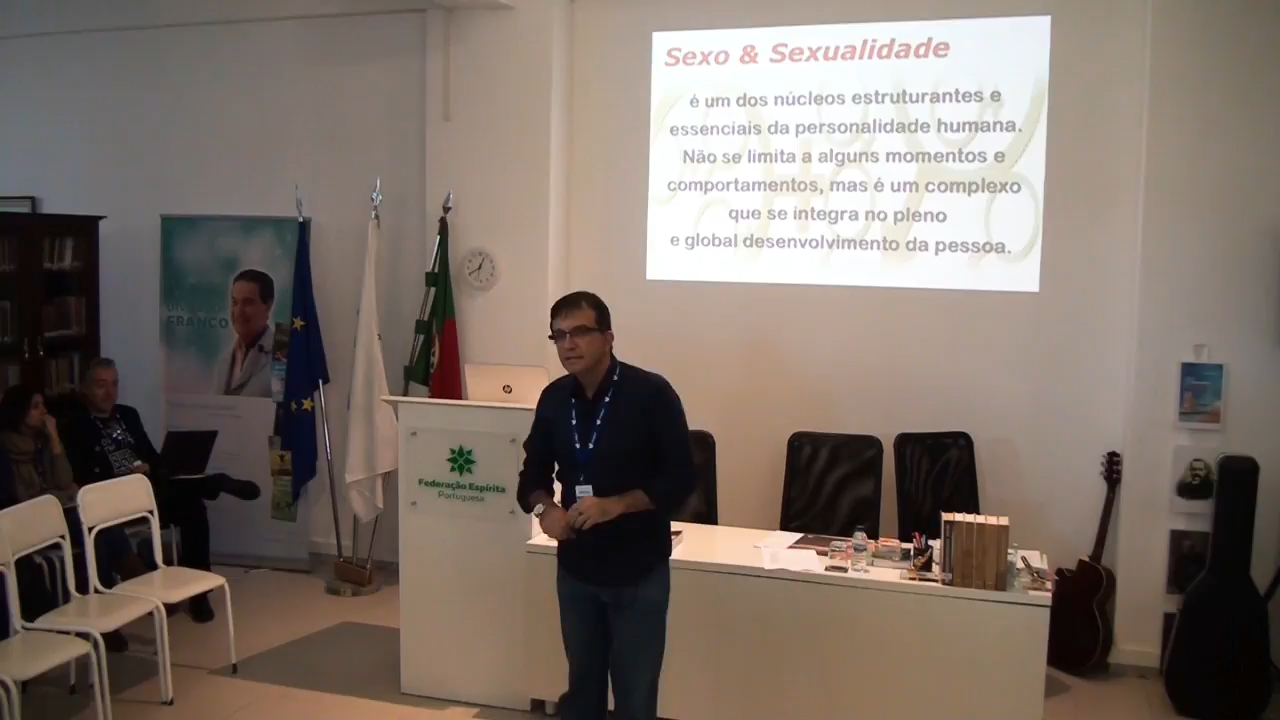 Sexo & Sexualidade
é um dos núcleos estruturantes e
essenciais da personalidade humana.
Não se limita a alguns momentos e
comportamentos, mas é um complexo
que se integra no pleno
e global desenvolvimento da pessoa.
FRANCO
hp
Federação Espírita
Portuguesa